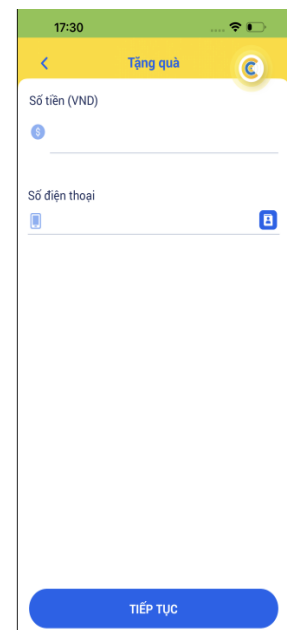 17:30
Tặng quà
Số tiền (VND)
Số điện thoại
TIẾP TỤC